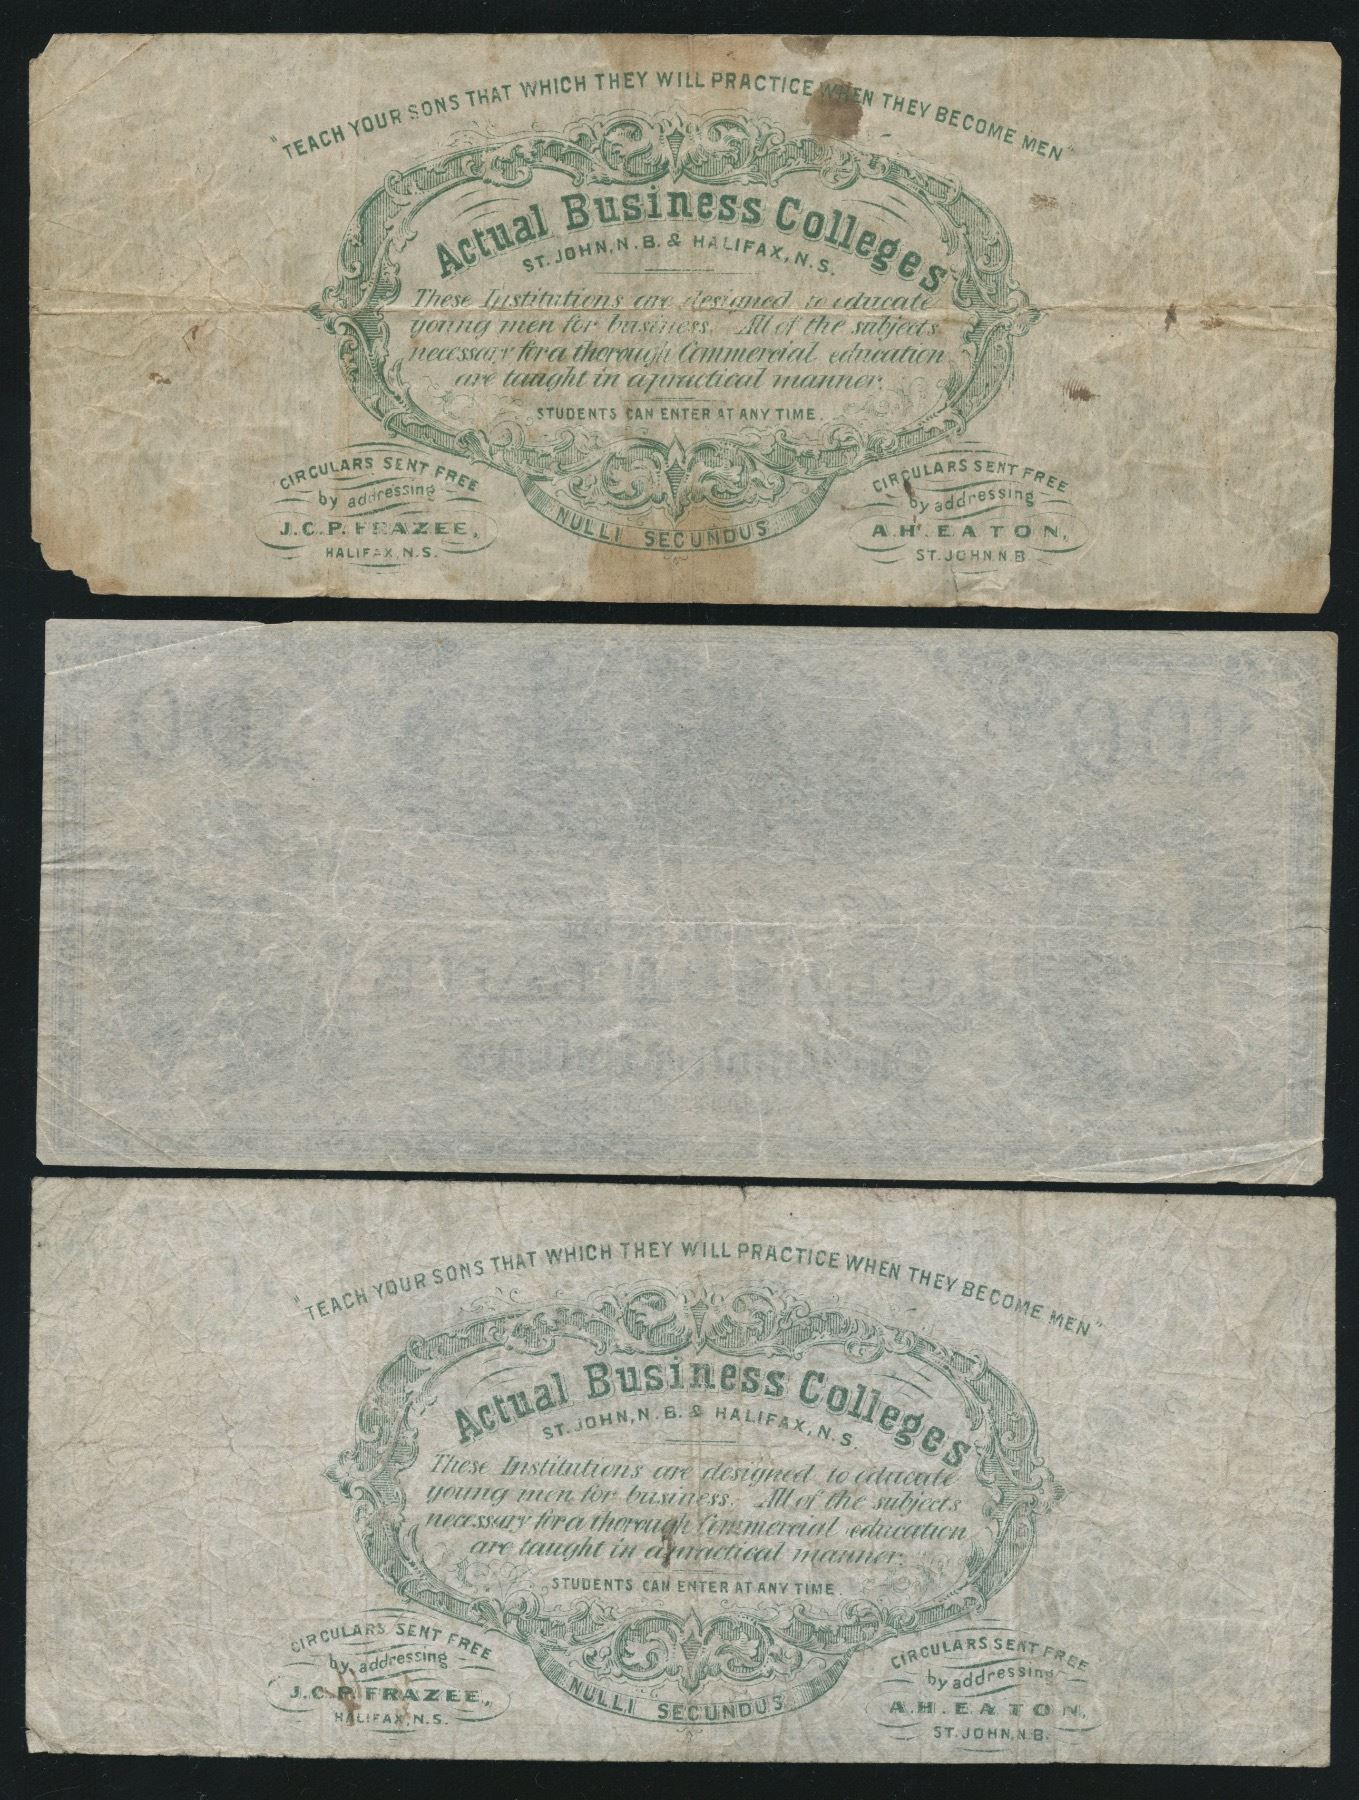 "TEACH YOUR SONS THAT WHICH THEY WILL PRACTICE WHEN THEY BECOME MEN"
Actual Business Colleges
ST. JOHN, N.B. & HALIFAX, N.S.
These Institutions are designed to educate
young men for business. All of the subjects
necessary for a thorough Commercial education
are taught in a practical manner.
STUDENTS CAN ENTER AT ANY TIME.
NULLI SECUNDUS
CIRCULARS SENT FREE
by addressing
J.C.P. FRAZEE,
HALIFAX, N.S.
CIRCULARS SENT FREE
by addressing
A.H. EATON,
ST. JOHN N.B.
100
100
"TEACH YOUR SONS THAT WHICH THEY WILL PRACTICE WHEN THEY BECOME MEN"
Actual Business Colleges
ST. JOHN, N.B. & HALIFAX, N.S.
These Institutions are designed to educate
young men for business. All of the subjects
necessary for a thorough Commercial education
are taught in a practical manner.
STUDENTS CAN ENTER AT ANY TIME.
NULLI SECUNDUS
CIRCULARS SENT FREE
by addressing
J.C.P. FRAZEE,
HALIFAX, N.S.
CIRCULARS SENT FREE
by addressing
A.H. EATON,
ST. JOHN, N.B.